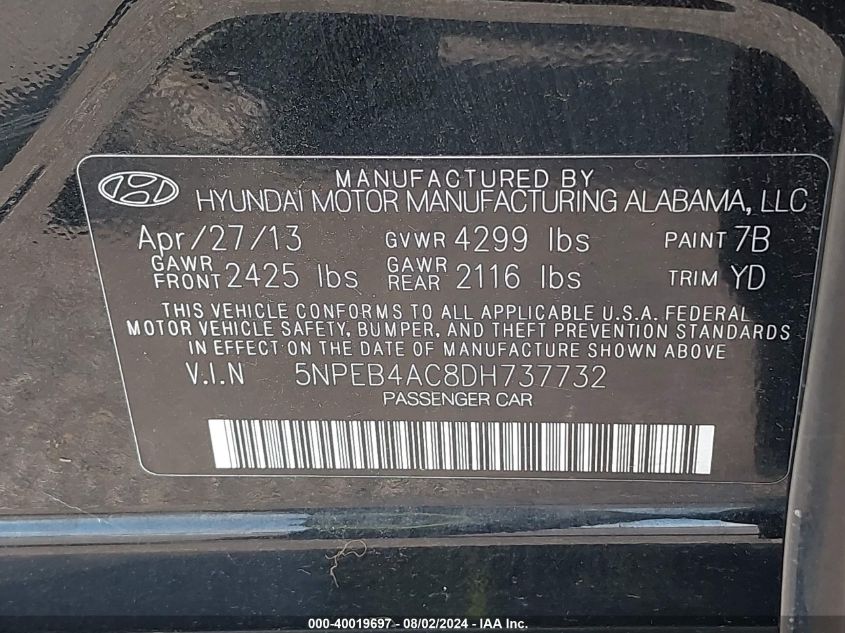 MANUFACTURED BY
HYUNDAI MOTOR MANUFACTURING ALABAMA, LLC
Apr/27/13 GVWR 4299 lbs PAINT 7B
GAWR FRONT 2425 lbs GAWR REAR 2116 lbs TRIM YD
THIS VEHICLE CONFORMS TO ALL APPLICABLE U.S.A. FEDERAL
MOTOR VEHICLE SAFETY, BUMPER, AND THEFT PREVENTION STANDARDS
IN EFFECT ON THE DATE OF MANUFACTURE SHOWN ABOVE
V.I.N 5NPEB4AC8DH737732
PASSENGER CAR
000-40019697 - 08/02/2024 - IAA Inc.